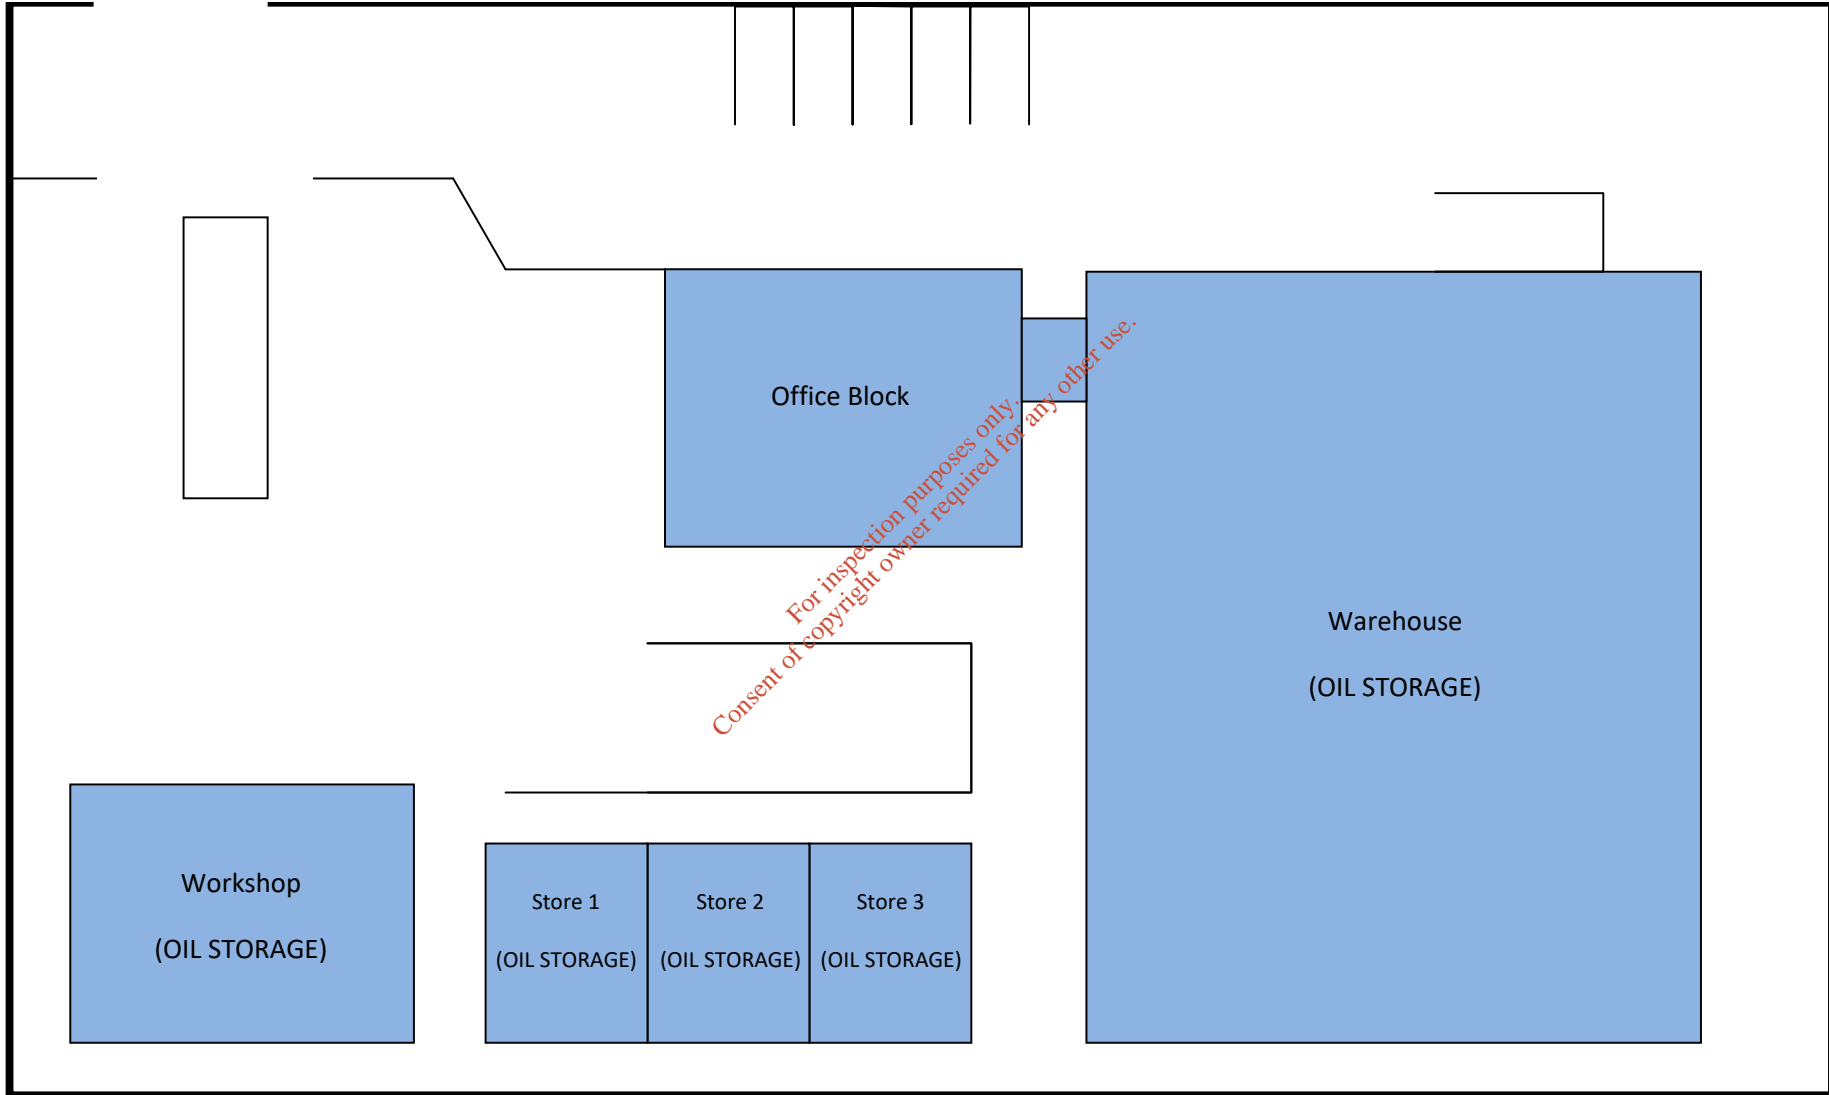 Office Block
For inspection purposes only.
Consent of copyright owner required for any other use.
Warehouse
(OIL STORAGE)
Workshop
(OIL STORAGE)
Store 1
(OIL STORAGE)
Store 2
(OIL STORAGE)
Store 3
(OIL STORAGE)